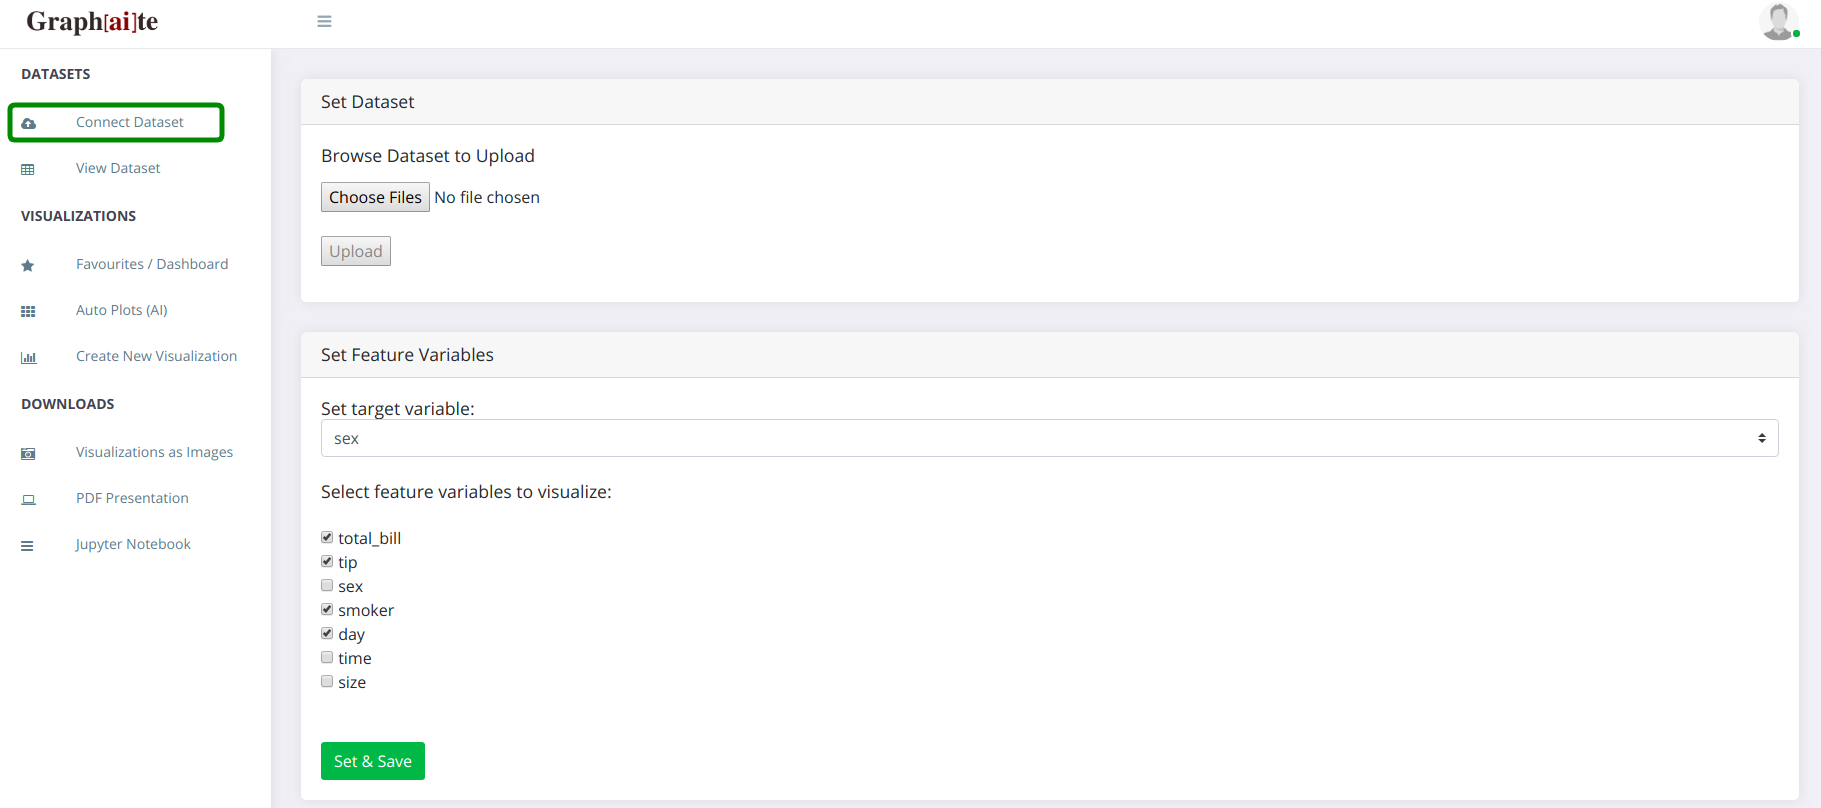 Graph[ai]te
DATASETS
Connect Dataset
View Dataset
VISUALIZATIONS
Favourites / Dashboard
Auto Plots (AI)
Create New Visualization
DOWNLOADS
Visualizations as Images
PDF Presentation
Jupyter Notebook
Set Dataset
Browse Dataset to Upload
Choose Files No file chosen
Upload
Set Feature Variables
Set target variable:
sex
Select feature variables to visualize:
total_bill
tip
sex
smoker
day
time
size
Set & Save